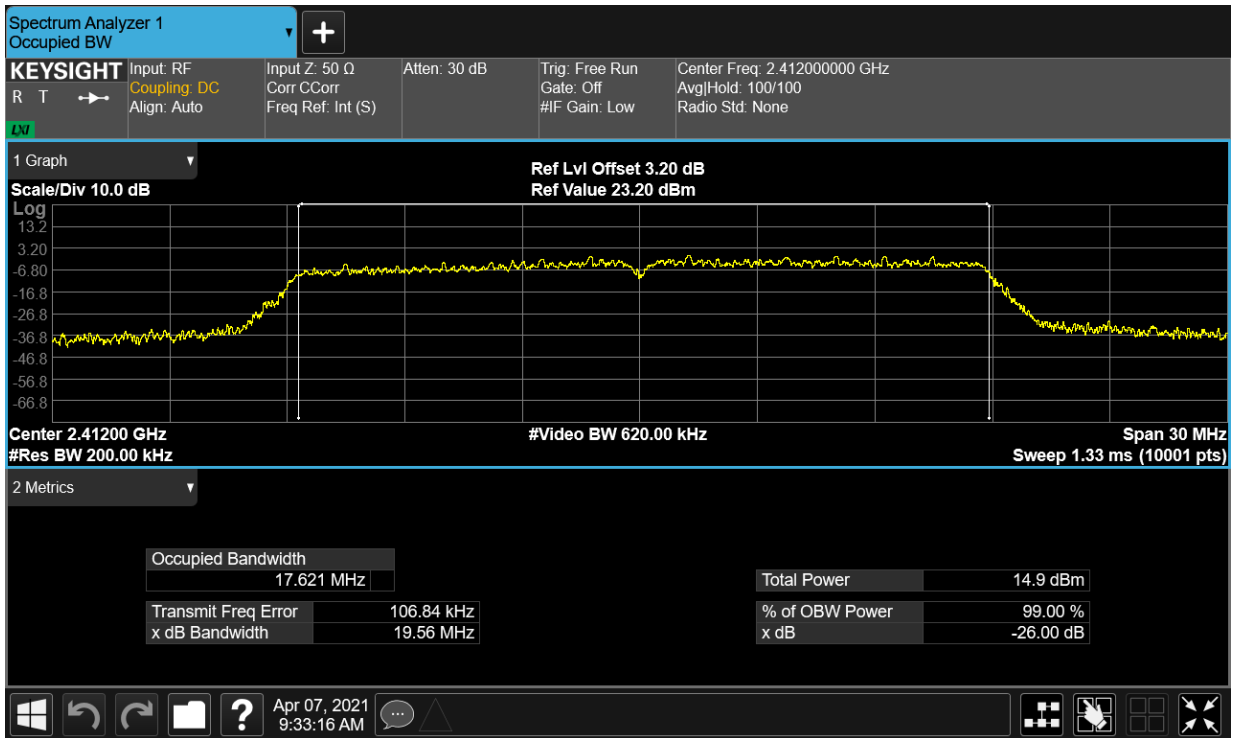 Spectrum Analyzer 1
Occupied BW
KEYSIGHT
R T
LXI
Input: RF
Coupling: DC
Align: Auto
Input Z: 50 Ω
Corr CCorr
Freq Ref: Int (S)
Atten: 30 dB
Trig: Free Run
Gate: Off
#IF Gain: Low
Center Freq: 2.412000000 GHz
Avg|Hold: 100/100
Radio Std: None
1 Graph
Scale/Div 10.0 dB
Ref Lvl Offset 3.20 dB
Ref Value 23.20 dBm
Log
13.2
3.20
-6.80
-16.8
-26.8
-36.8
-46.8
-56.8
-66.8
Center 2.41200 GHz
#Res BW 200.00 kHz
#Video BW 620.00 kHz
Span 30 MHz
Sweep 1.33 ms (10001 pts)
2 Metrics
Occupied Bandwidth
17.621 MHz
Transmit Freq Error 106.84 kHz
x dB Bandwidth 19.56 MHz
Total Power 14.9 dBm
% of OBW Power 99.00 %
x dB -26.00 dB
?
Apr 07, 2021
9:33:16 AM